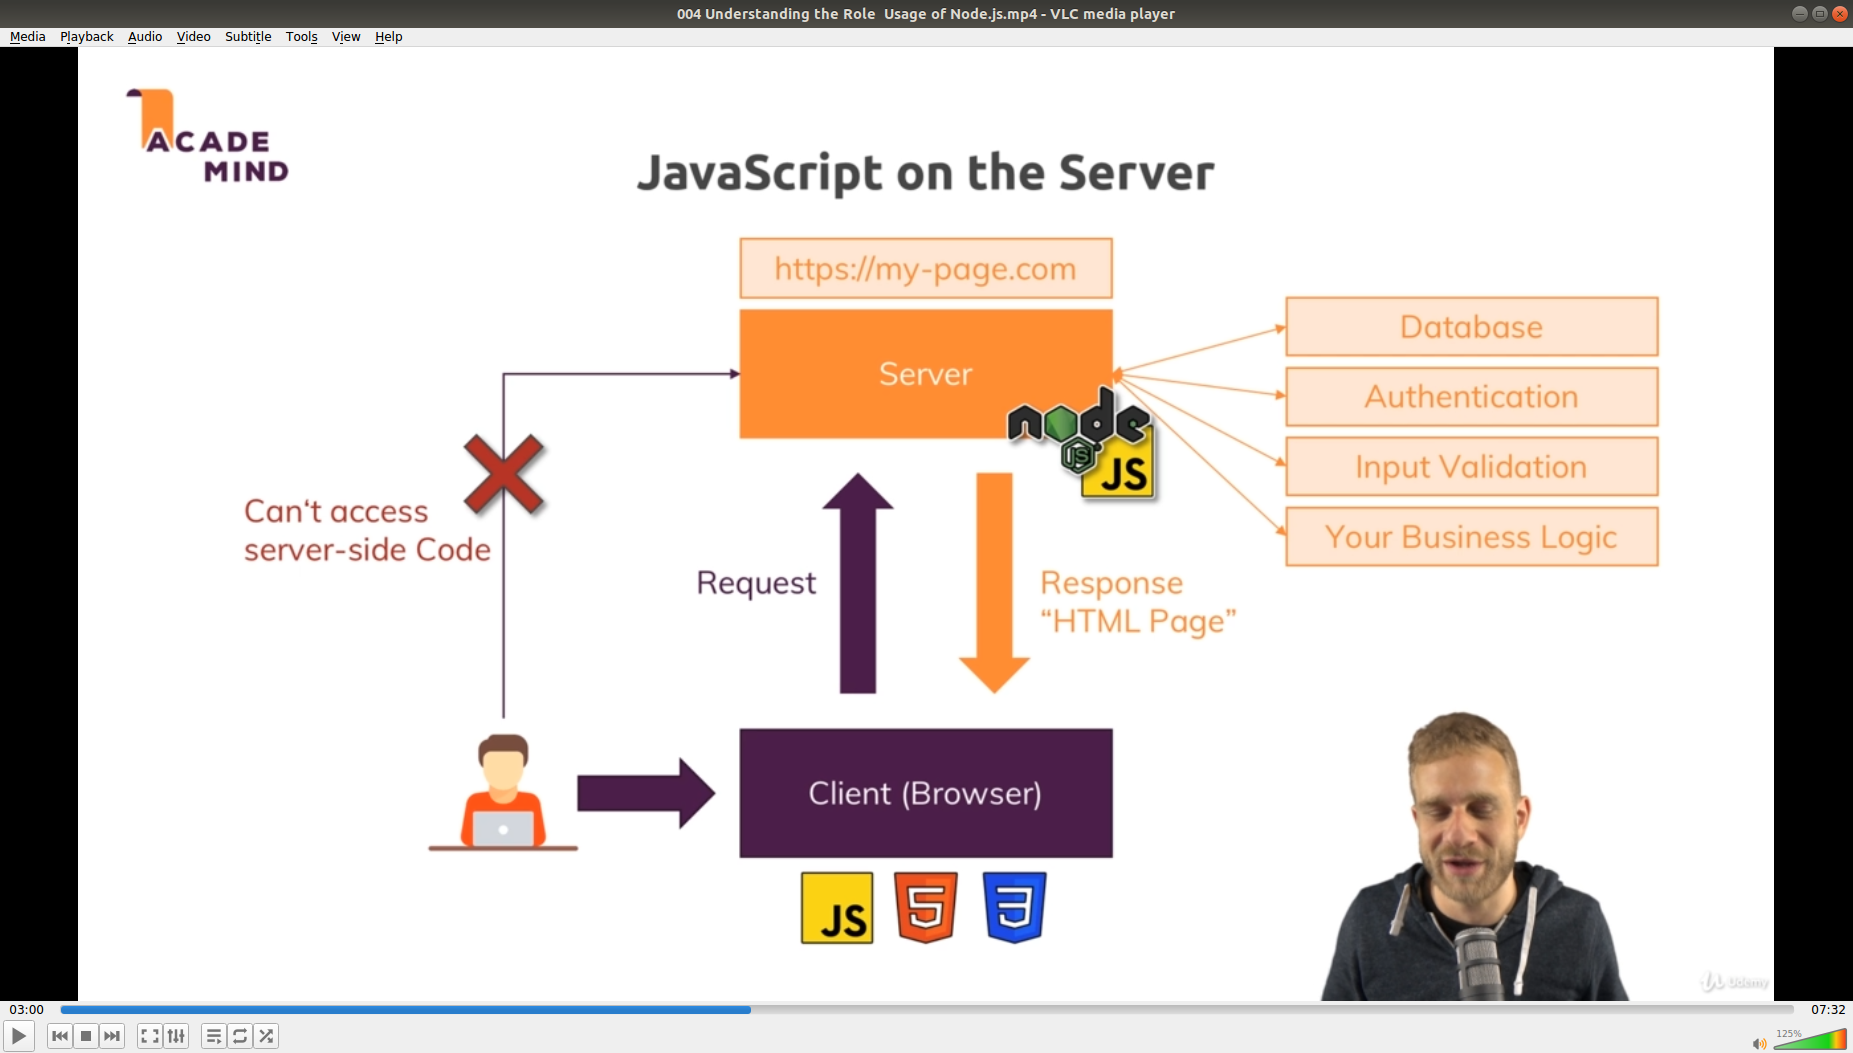 004 Understanding the Role  Usage of Node.js.mp4 - VLC media player
Media Playback Audio Video Subtitle Tools View Help
ACADE
MIND
JavaScript on the Server
https://my-page.com
Server
node
JS
JS
Database
Authentication
Input Validation
Your Business Logic
Can‘t access
server-side Code
Request
Response
“HTML Page”
Client (Browser)
JS
5
3
Udemy
03:00
07:32
125%